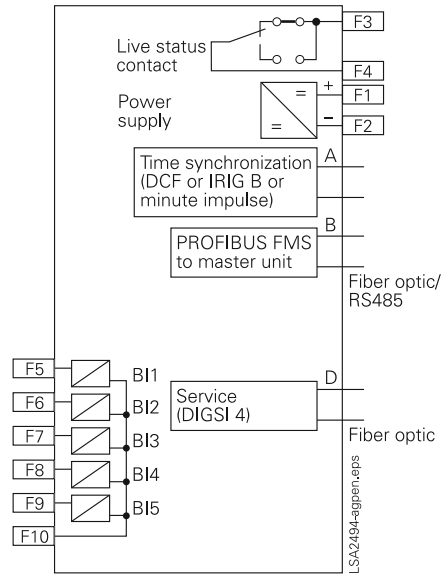 F3
Live status
contact
F4
Power
supply
=
=
+
–
F1
F2
Time synchronization
(DCF or IRIG B or
minute impulse)
A
PROFIBUS FMS
to master unit
B
Fiber optic/
RS485
F5
BI1
F6
BI2
F7
BI3
F8
BI4
F9
BI5
F10
Service
(DIGSI 4)
D
Fiber optic
LSA2494-agpen.eps